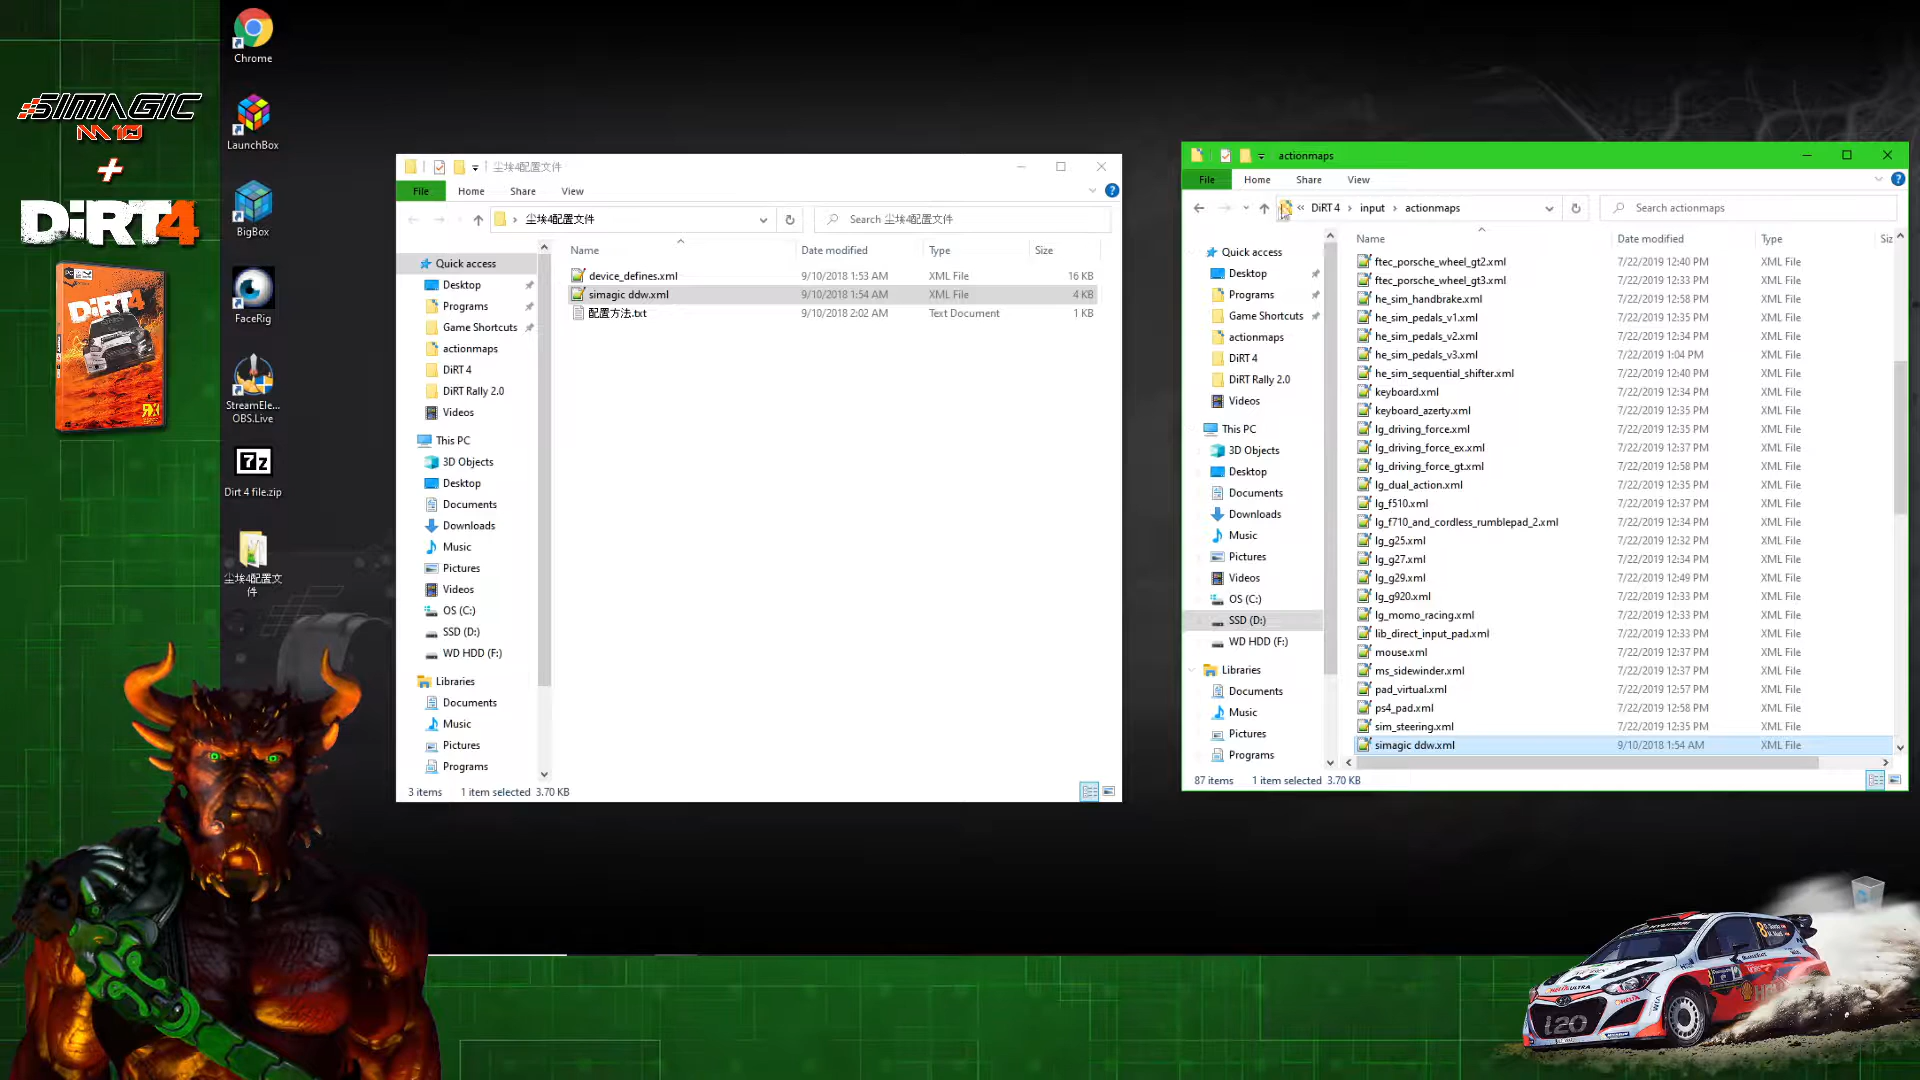 SIMAGIC
M10
+
DiRT4
DiRT4
Chrome
LaunchBox
BigBox
FaceRig
StreamEle...
OBS.Live
7z
Dirt 4 file.zip
尘埃4配置文
件
尘埃4配置文件
File
Home
Share
View
尘埃4配置文件
Search 尘埃4配置文件
Name
Date modified
Type
Size
device_defines.xml 9/10/2018 1:53 AM XML File 16 KB
simagic ddw.xml 9/10/2018 1:54 AM XML File 4 KB
配置方法.txt 9/10/2018 2:02 AM Text Document 1 KB
Quick access
Desktop
Programs
Game Shortcuts
actionmaps
DiRT 4
DiRT Rally 2.0
Videos
This PC
3D Objects
Desktop
Documents
Downloads
Music
Pictures
Videos
OS (C:)
SSD (D:)
WD HDD (F:)
Libraries
Documents
Music
Pictures
Programs
3 items 1 item selected 3.70 KB
actionmaps
File
Home
Share
View
« DiRT 4 › input › actionmaps
Search actionmaps
Quick access
Desktop
Programs
Game Shortcuts
actionmaps
DiRT 4
DiRT Rally 2.0
Videos
This PC
3D Objects
Desktop
Documents
Downloads
Music
Pictures
Videos
OS (C:)
SSD (D:)
WD HDD (F:)
Libraries
Documents
Music
Pictures
Programs
Name Date modified Type Siz
ftec_porsche_wheel_gt2.xml 7/22/2019 12:40 PM XML File
ftec_porsche_wheel_gt3.xml 7/22/2019 12:33 PM XML File
he_sim_handbrake.xml 7/22/2019 12:58 PM XML File
he_sim_pedals_v1.xml 7/22/2019 12:35 PM XML File
he_sim_pedals_v2.xml 7/22/2019 12:34 PM XML File
he_sim_pedals_v3.xml 7/22/2019 1:04 PM XML File
he_sim_sequential_shifter.xml 7/22/2019 12:40 PM XML File
keyboard.xml 7/22/2019 12:34 PM XML File
keyboard_azerty.xml 7/22/2019 12:35 PM XML File
lg_driving_force.xml 7/22/2019 12:35 PM XML File
lg_driving_force_ex.xml 7/22/2019 12:37 PM XML File
lg_driving_force_gt.xml 7/22/2019 12:58 PM XML File
lg_dual_action.xml 7/22/2019 12:35 PM XML File
lg_f510.xml 7/22/2019 12:37 PM XML File
lg_f710_and_cordless_rumblepad_2.xml 7/22/2019 12:34 PM XML File
lg_g25.xml 7/22/2019 12:32 PM XML File
lg_g27.xml 7/22/2019 12:34 PM XML File
lg_g29.xml 7/22/2019 12:49 PM XML File
lg_g920.xml 7/22/2019 12:33 PM XML File
lg_momo_racing.xml 7/22/2019 12:33 PM XML File
lib_direct_input_pad.xml 7/22/2019 12:33 PM XML File
mouse.xml 7/22/2019 12:37 PM XML File
ms_sidewinder.xml 7/22/2019 12:37 PM XML File
pad_virtual.xml 7/22/2019 12:57 PM XML File
ps4_pad.xml 7/22/2019 12:58 PM XML File
sim_steering.xml 7/22/2019 12:35 PM XML File
simagic ddw.xml 9/10/2018 1:54 AM XML File
87 items 1 item selected 3.70 KB
HYUNDAI
i20